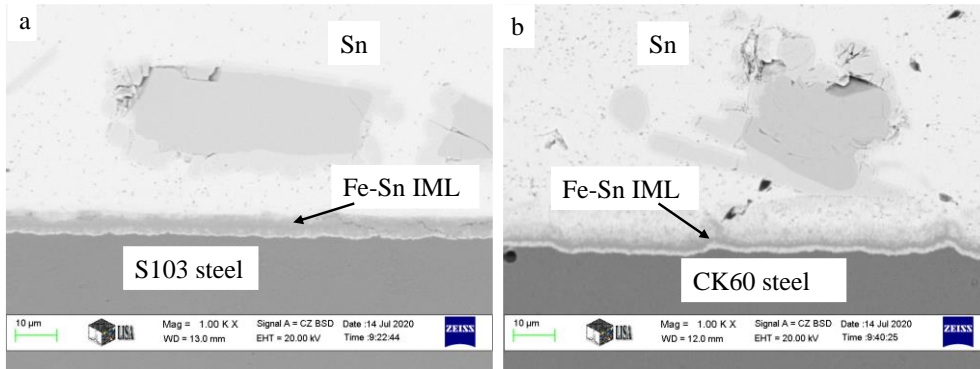 a
Sn
Fe-Sn IML
S103 steel
10 µm
LISA
Mag = 1.00 K X
WD = 13.0 mm
Signal A = CZ BSD
EHT = 20.00 kV
Date :14 Jul 2020
Time :9:22:44
ZEISS
b
Sn
Fe-Sn IML
CK60 steel
10 µm
LISA
Mag = 1.00 K X
WD = 12.0 mm
Signal A = CZ BSD
EHT = 20.00 kV
Date :14 Jul 2020
Time :9:40:25
ZEISS